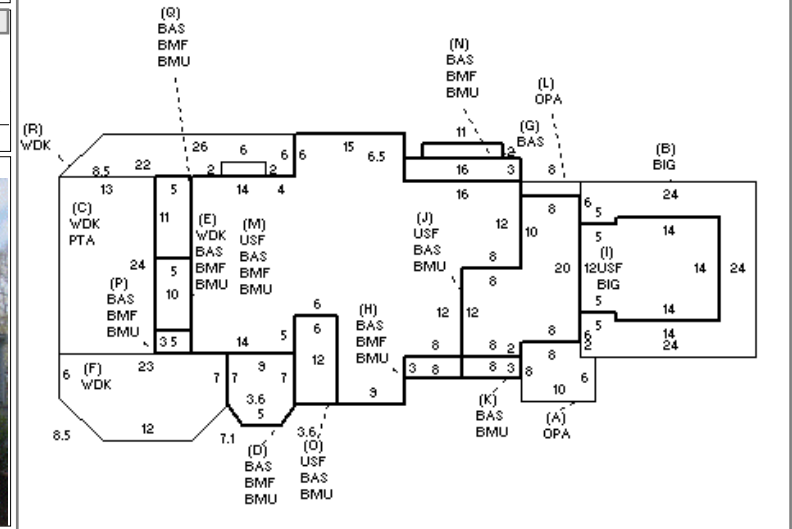 (Q)
BAS
BMF
BMU
(N)
BAS
BMF
BMU
(L)
OPA
(R)
WDK
26
6
6
6
15
6.5
11
2
(G)
BAS
(B)
BIG
8.5
22
2
2
16
3
8
13
5
14
4
16
8
24
(C)
WDK
PTA
11
(E)
WDK
BAS
BMF
BMU
(M)
USF
BAS
BMF
BMU
(J)
USF
BAS
BMU
12
10
6
5
5
14
24
5
10
8
8
20
12
(I)
USF
BIG
14
24
(P)
BAS
BMF
BMU
6
6
(H)
BAS
BMF
BMU
12
12
5
5
14
3 5
14
5
12
8
8
2
8
8
6
2
14
24
6
(F)
WDK
23
7
7
9
7
3
8
8
3
8
10
6
3.6
5
9
8.5
12
7.1
(D)
BAS
BMF
BMU
3.6
(O)
USF
BAS
BMU
(K)
BAS
BMU
(A)
OPA